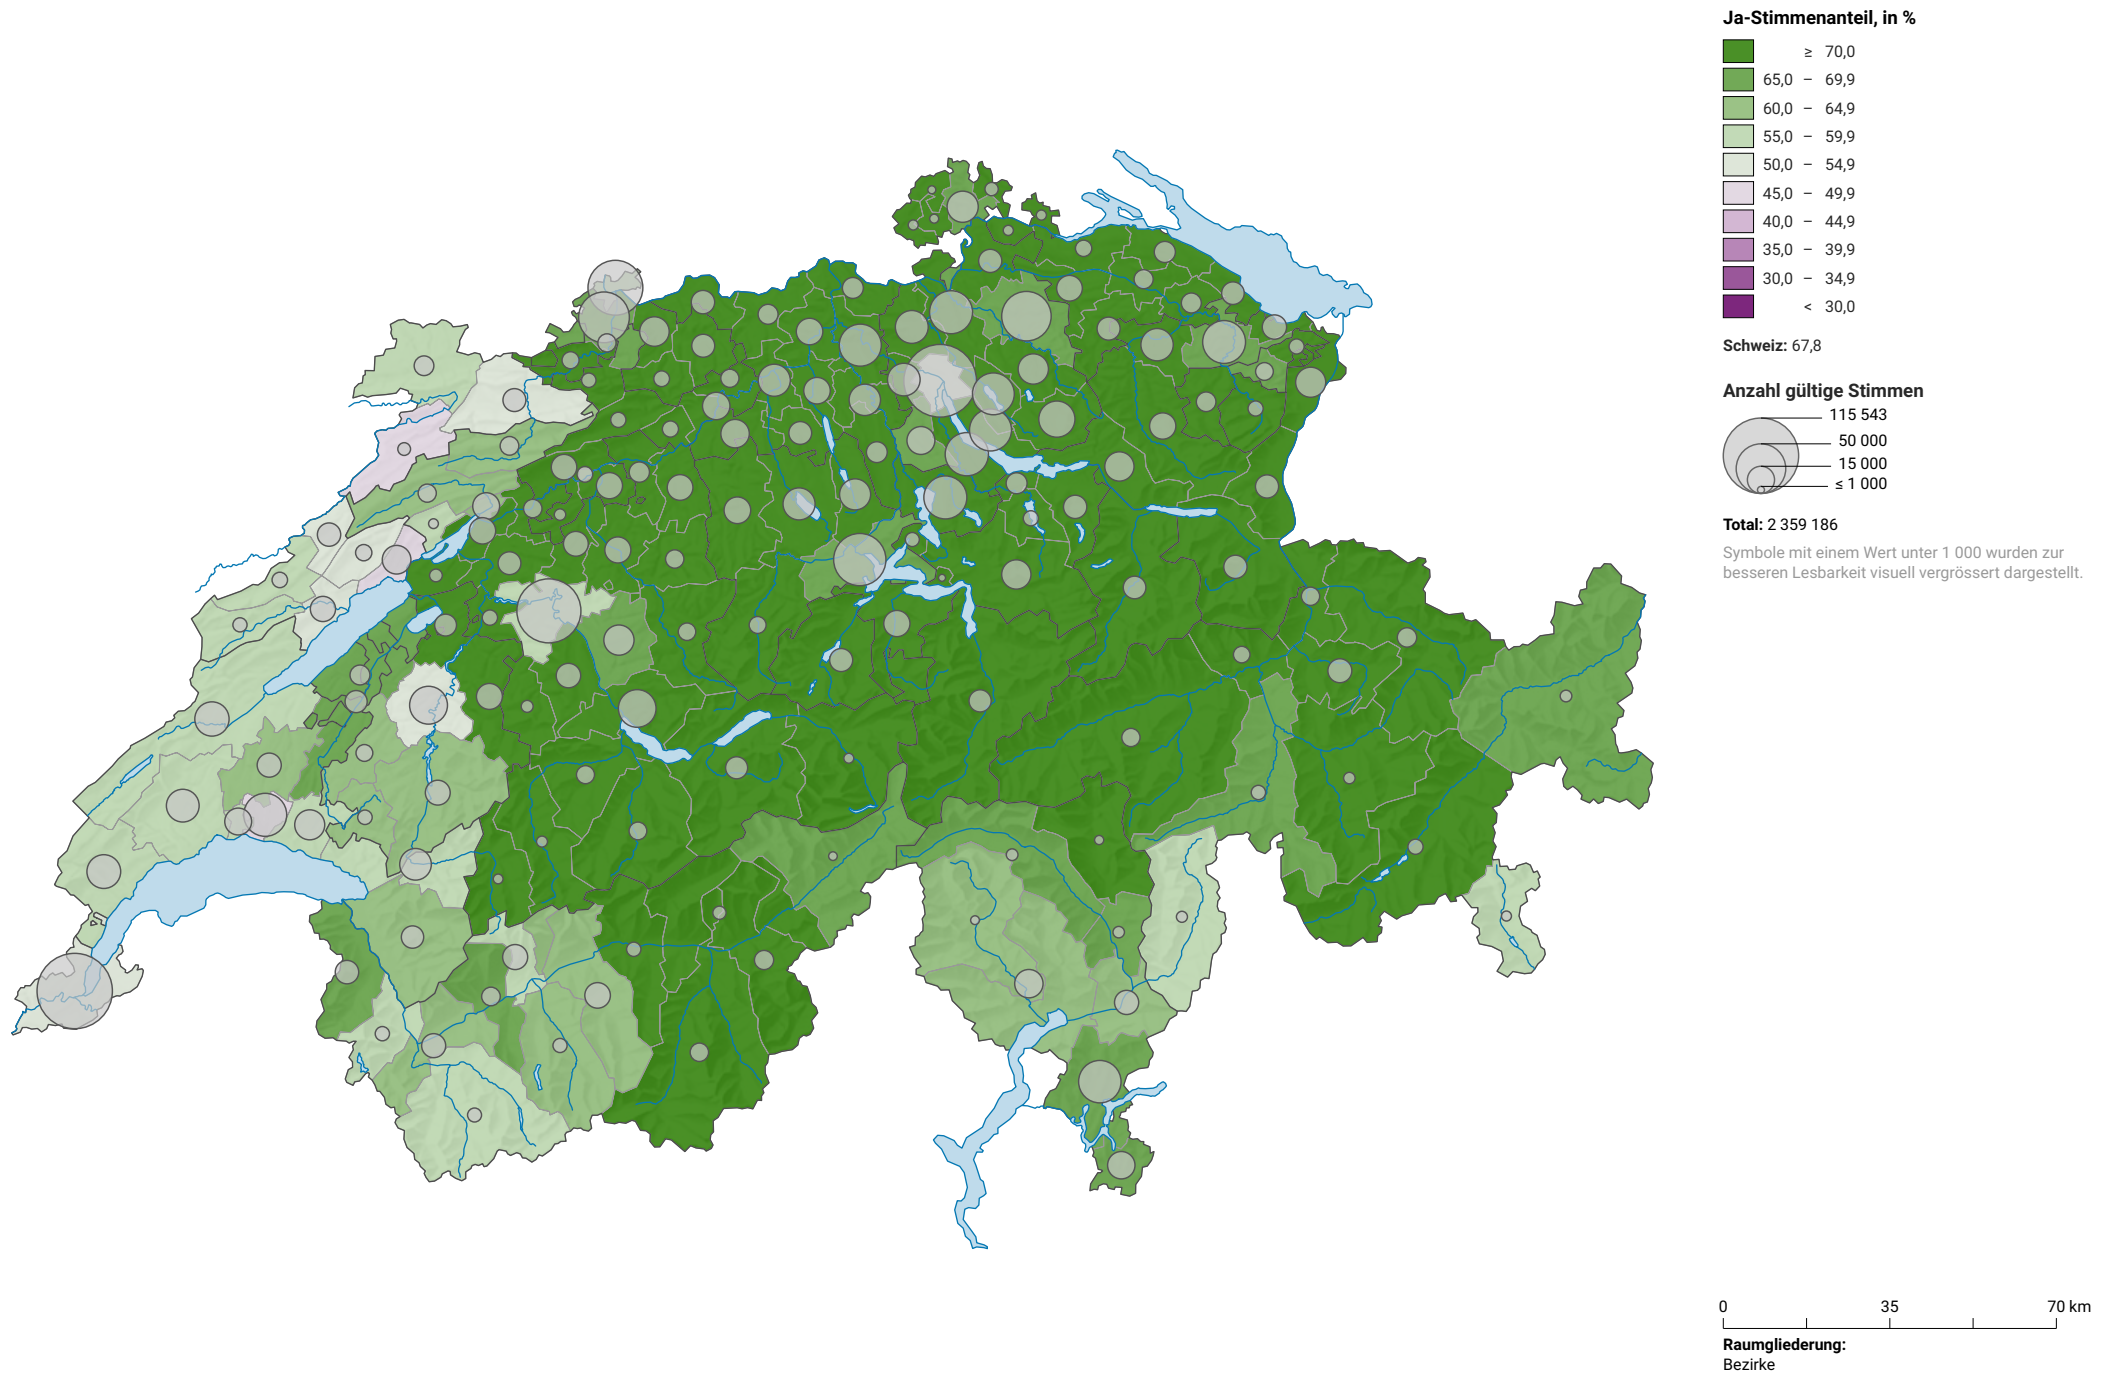 Ja-Stimmenanteil, in %
≥ 70,0
65,0 – 69,9
60,0 – 64,9
55,0 – 59,9
50,0 – 54,9
45,0 – 49,9
40,0 – 44,9
35,0 – 39,9
30,0 – 34,9
< 30,0
Schweiz: 67,8
Anzahl gültige Stimmen
115 543
50 000
15 000
≤ 1 000
Total: 2 359 186
Symbole mit einem Wert unter 1 000 wurden zur
besseren Lesbarkeit visuell vergrössert dargestellt.
0 35 70 km
Raumgliederung:
Bezirke